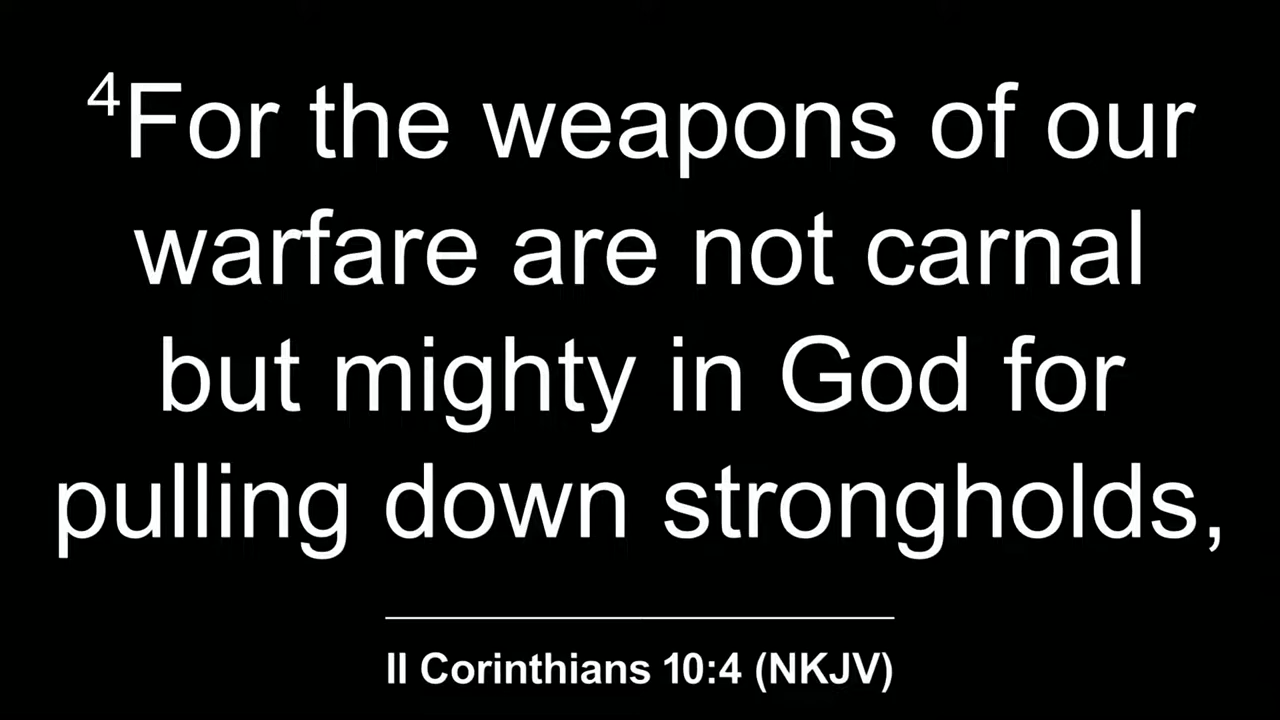 ⁴For the weapons of our
warfare are not carnal
but mighty in God for
pulling down strongholds,
II Corinthians 10:4 (NKJV)